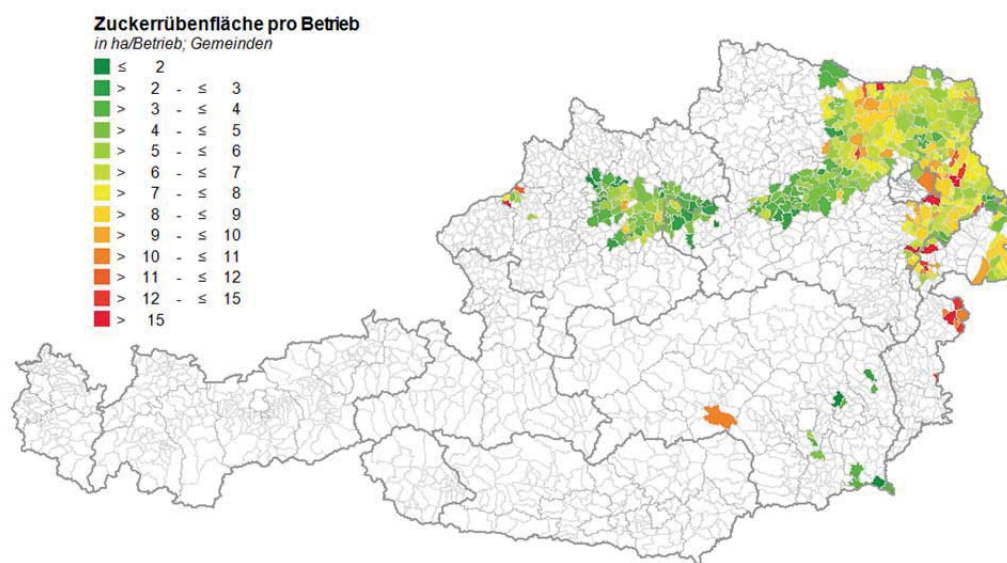 Zuckerrübenfläche pro Betrieb
in ha/Betrieb; Gemeinden
≤ 2
> 2 - ≤ 3
> 3 - ≤ 4
> 4 - ≤ 5
> 5 - ≤ 6
> 6 - ≤ 7
> 7 - ≤ 8
> 8 - ≤ 9
> 9 - ≤ 10
> 10 - ≤ 11
> 11 - ≤ 12
> 12 - ≤ 15
> 15